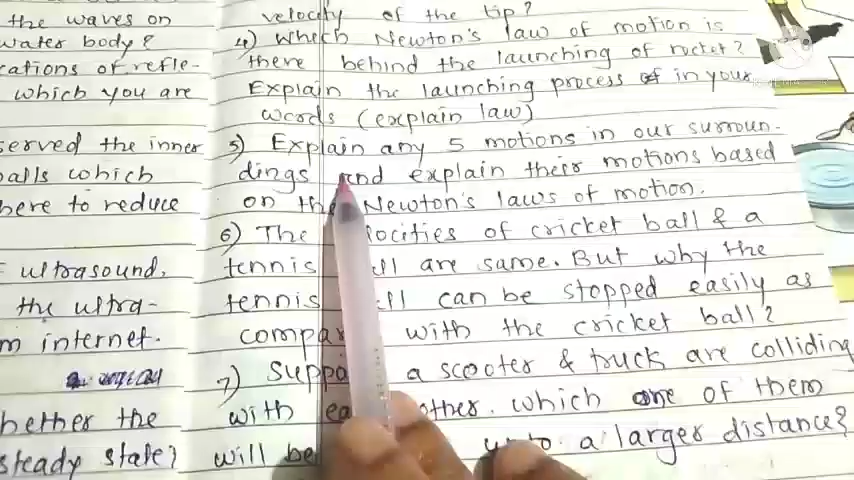 the waves on
water body?
cations of refle-
which you are
served the inner
alls which
here to reduce
ultrasound,
the ultra-
m internet.
hether the
steady state?
velocity of the tip?
4) Which Newton's law of motion is
there behind the launching of rocket?
Explain the launching process of in your
words (explain law)
5) Explain any 5 motions in our surroun-
dings and explain their motions based
on the Newton's laws of motion.
6) The locities of cricket ball & a
tennis ll are same. But why the
tennis ll can be stopped easily as
compar with the cricket ball?
7) Suppo a scooter & truck are colliding
with ea other. which one of them
will be upto a larger distance?